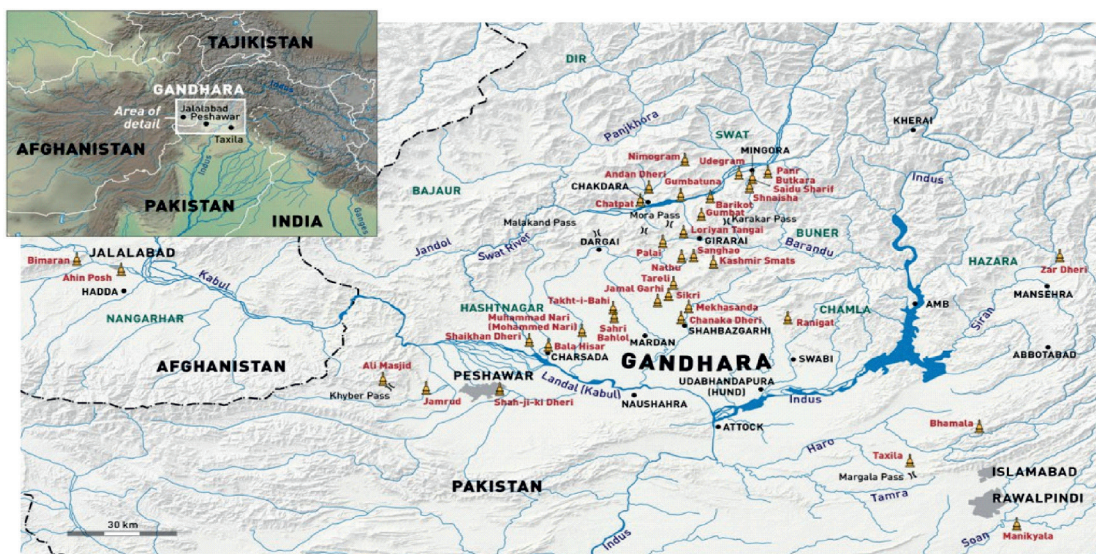 TAJIKISTAN
GANDHARA
Indus
Area of
detail
Jalalabad
Peshawar
Taxila
AFGHANISTAN
Indus
PAKISTAN
INDIA
Ganges
DIR
KHERAI
Panjkhora
SWAT
MINGORA
Nimogram
Udegram
Panr
Butkara
Saidu Sharif
Shnaisha
Andan Dheri
Gumbatuna
BAJAUR
CHAKDARA
Chatpat
Barikot
Indus
Mora Pass
Gumbat
Karakar Pass
Malakand Pass
Loriyan Tangai
BUNER
Jandol
Swat River
DARGAI
GIRARAI
Barandu
JALALABAD
Bimaran
Palai
Sanghao
HAZARA
Ahin Posh
Nathu
Kashmir Smats
Zar Dheri
Kabul
HADDA
Tareli
MANSEHRA
Jamal Garhi
Sikri
Takht-i-Bahi
HASHTNAGAR
Mekhasanda
CHAMLA
AMB
Siran
NANGARHAR
Muhammad Nari
(Mohammed Nari)
Chanaka Dheri
Ranigat
Sahri
Bahlol
SHAHBAZGARHI
Shaikhan Dheri
MARDAN
Bala Hisar
CHARSADA
ABBOTABAD
AFGHANISTAN
GANDHARA
SWABI
Ali Masjid
PESHAWAR
Landal (Kabul)
UDABHANDAPURA
(HUND)
Khyber Pass
Jamrud
Shah-ji-ki Dheri
NAUSHAHRA
Indus
ATTOCK
Bhamala
Haro
Taxila
Margala Pass
ISLAMABAD
PAKISTAN
Tamra
RAWALPINDI
30 km
Manikyala
Indus
Soan